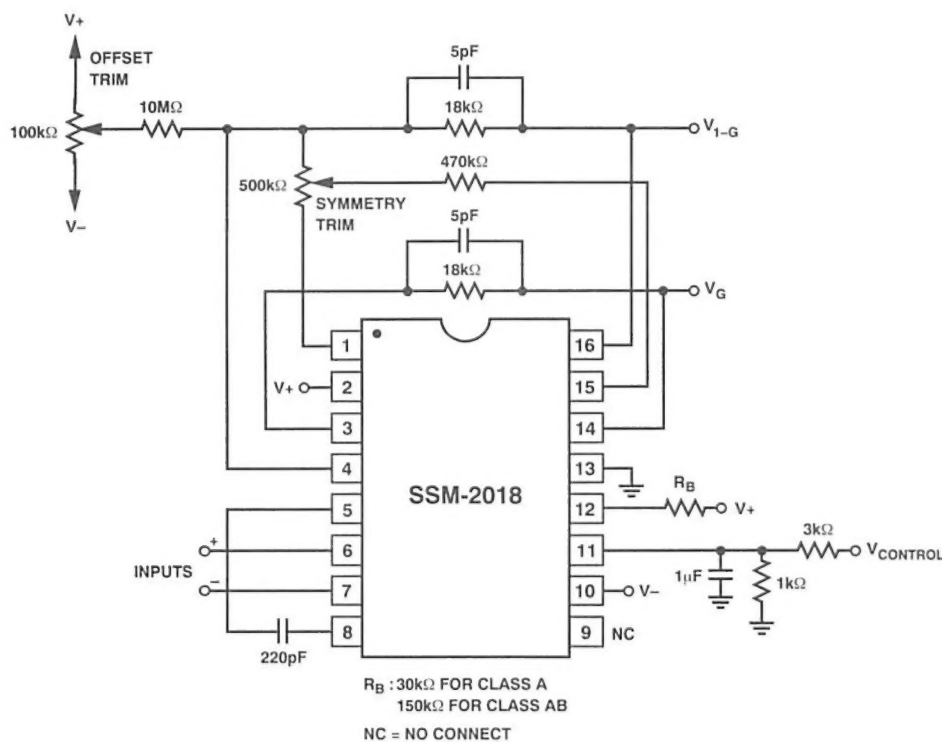 V+
OFFSET
TRIM
100kΩ
V–
10MΩ
5pF
18kΩ
V1–G
470kΩ
500kΩ
SYMMETRY
TRIM
5pF
18kΩ
VG
1
16
V+
2
15
3
14
4
13
SSM-2018
5
12
RB
V+
INPUTS
+
6
11
3kΩ
VCONTROL
–
7
10
V–
1µF
1kΩ
8
9
NC
220pF
RB : 30kΩ FOR CLASS A
150kΩ FOR CLASS AB
NC = NO CONNECT